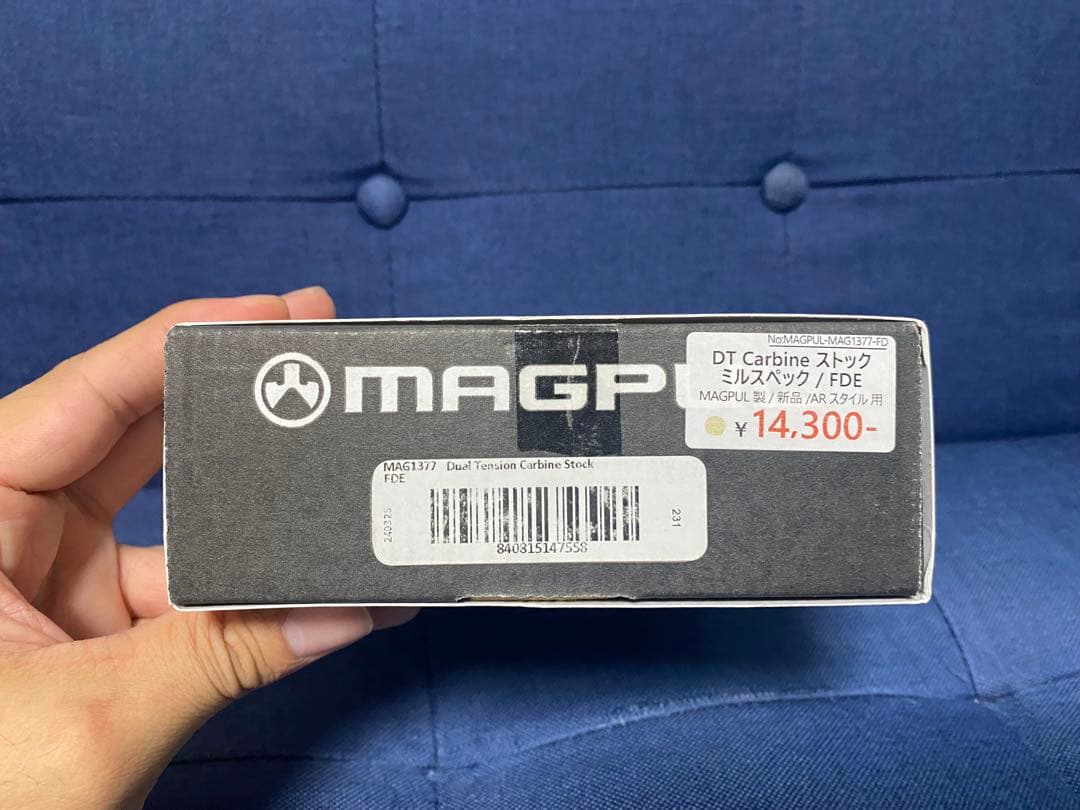 MAGPU
No:MAGPUL-MAG1377-FD
DT Carbine ストック
ミルスペック / FDE
MAGPUL 製 / 新品 /ARスタイル用
¥14,300-
MAG1377 Dual Tension Carbine Stock
FDE
240325
231
840815147558